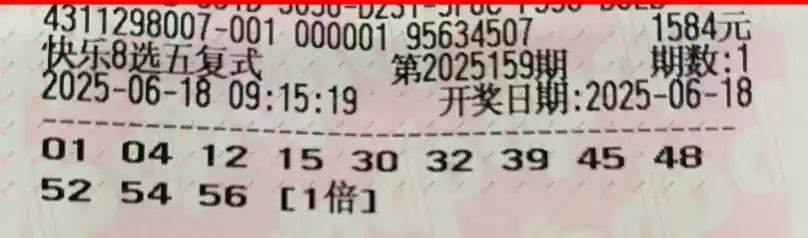 4311298007-001 000001 95634507 1584元
快乐8选五复式 第2025159期 期数:1
2025-06-18 09:15:19 开奖日期:2025-06-18
01 04 12 15 30 32 39 45 48
52 54 56 [1倍]